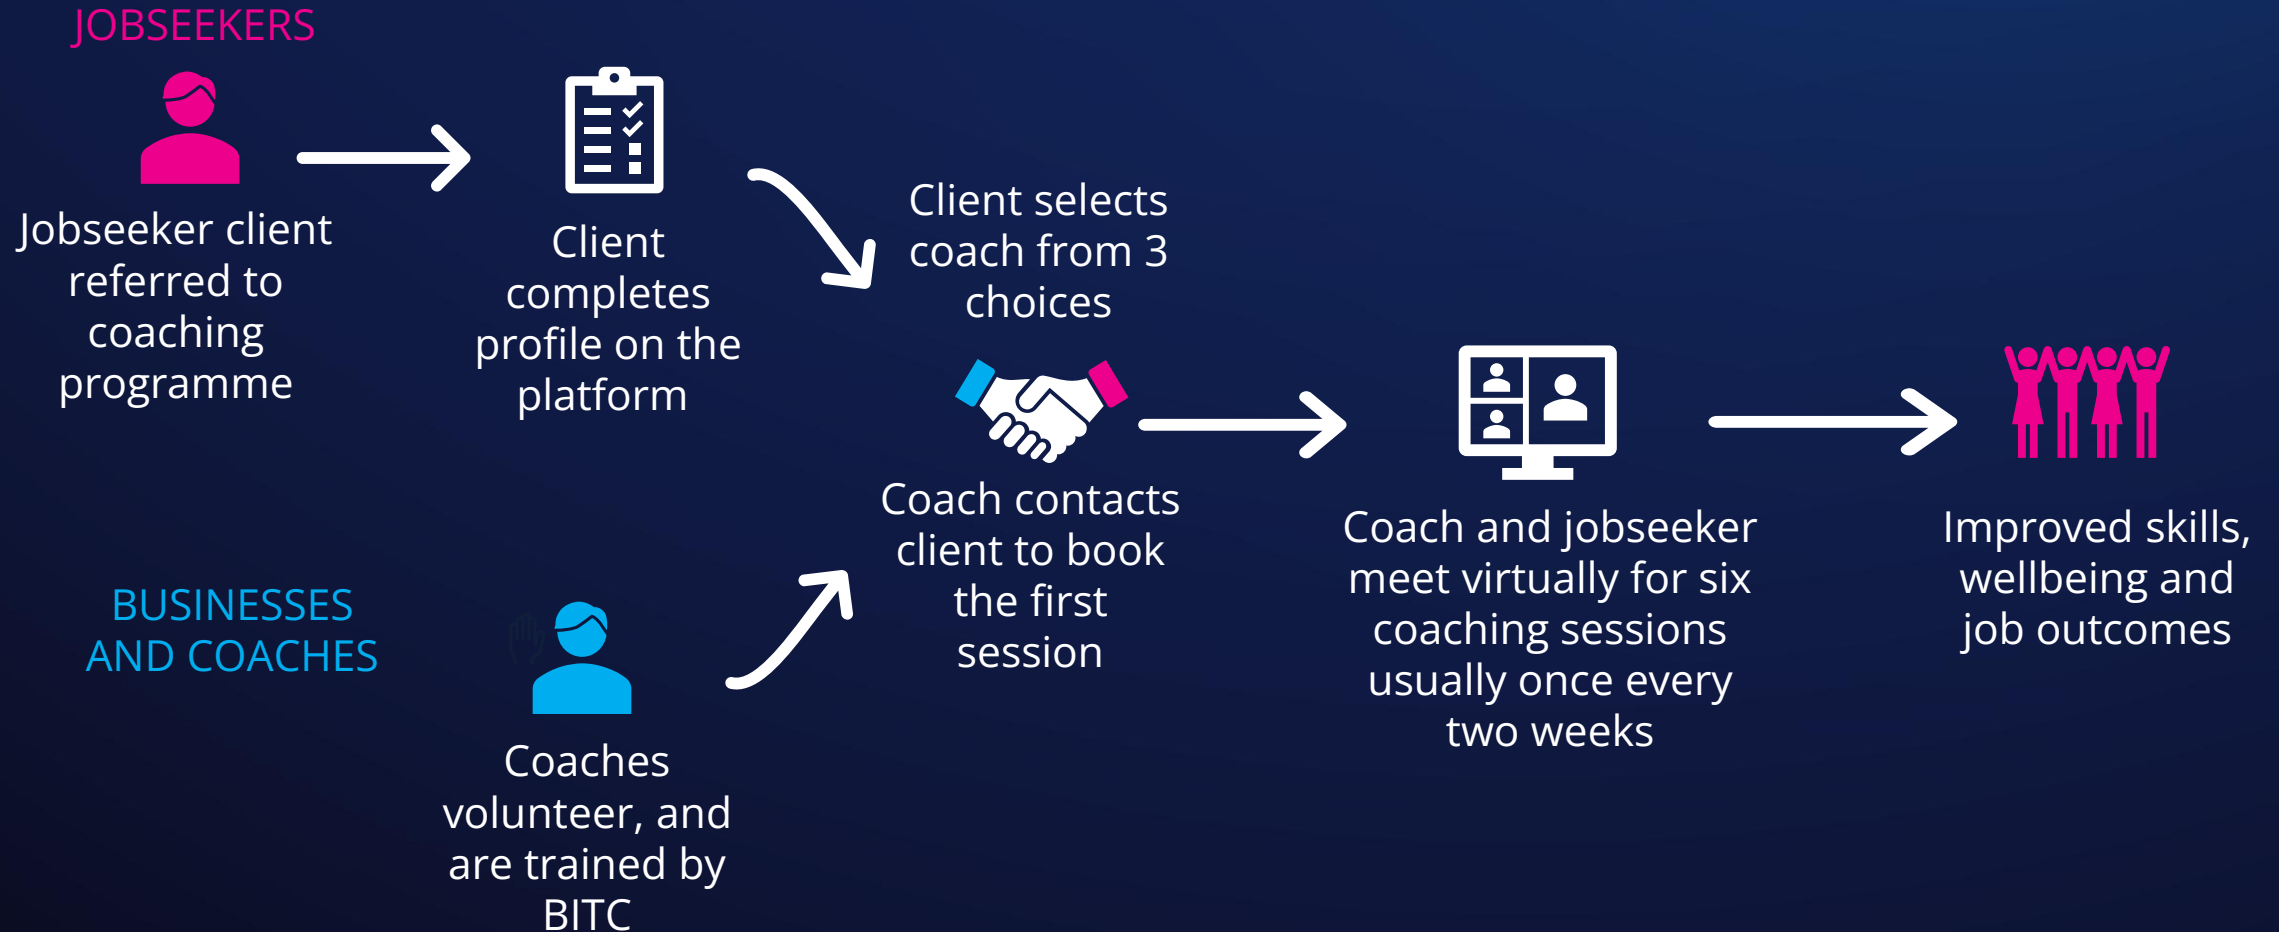 JOBSEEKERS
Jobseeker client
referred to
coaching
programme
Client
completes
profile on the
platform
Client selects
coach from 3
choices
Coach contacts
client to book
the first
session
BUSINESSES
AND COACHES
Coaches
volunteer, and
are trained by
BITC
Coach and jobseeker
meet virtually for six
coaching sessions
usually once every
two weeks
Improved skills,
wellbeing and
job outcomes